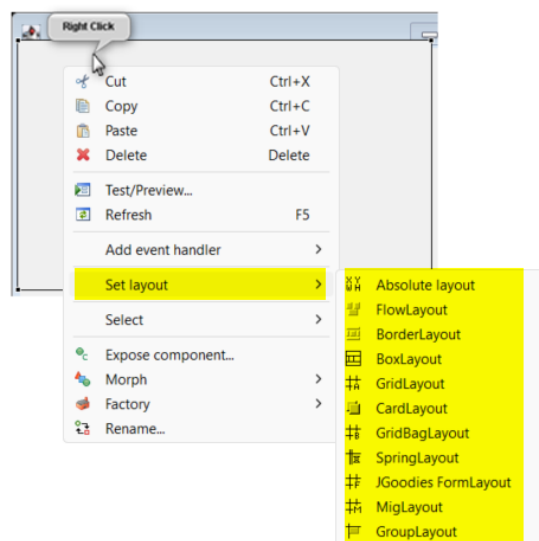 Right Click
Cut Ctrl+X
Copy Ctrl+C
Paste Ctrl+V
Delete Delete
Test/Preview...
Refresh F5
Add event handler
Set layout
Select
Expose component...
Morph
Factory
Rename...
Absolute layout
FlowLayout
BorderLayout
BoxLayout
GridLayout
CardLayout
GridBagLayout
SpringLayout
JGoodies FormLayout
MigLayout
GroupLayout